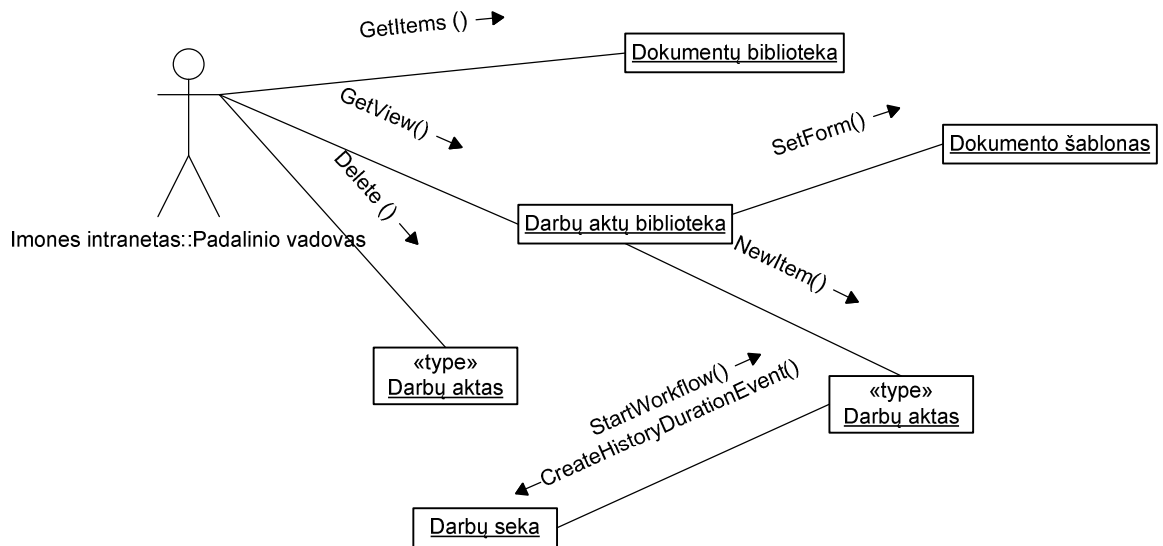 GetItems ()
Dokumentų biblioteka
GetView()
SetForm()
Dokumento šablonas
Delete ()
Darbų aktų biblioteka
Imones intranetas::Padalinio vadovas
NewItem()
«type»
Darbų aktas
StartWorkflow()
CreateHistoryDurationEvent()
«type»
Darbų aktas
Darbų seka